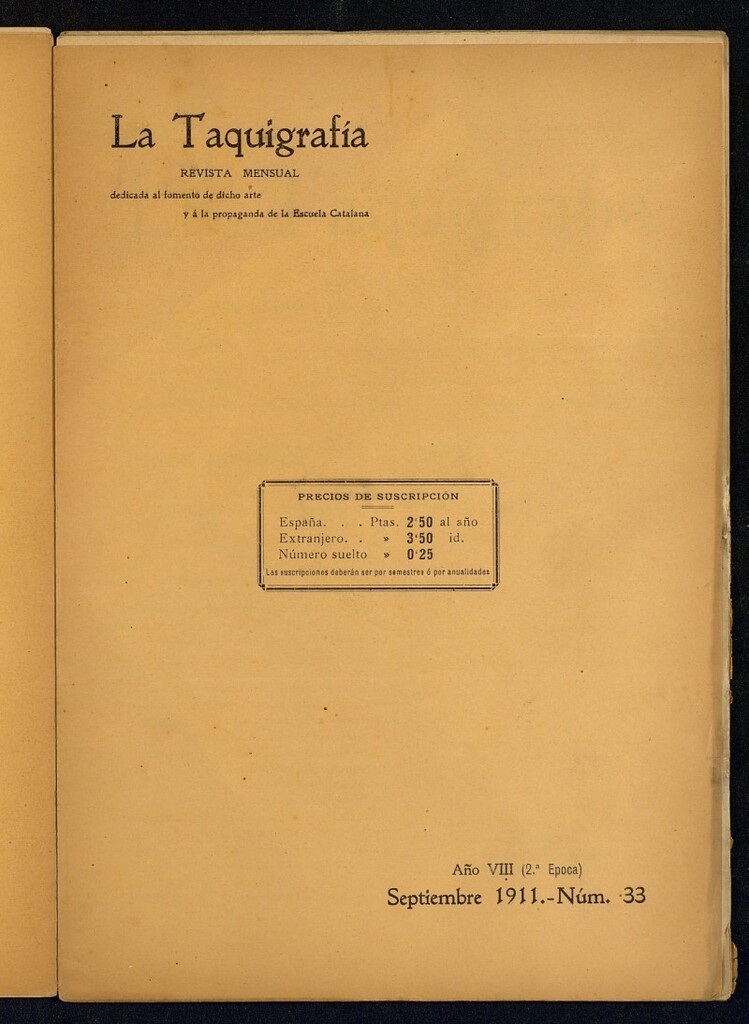 La Taquigrafía
REVISTA MENSUAL
dedicada al fomento de dicho arte
y á la propaganda de la Escuela Catalana
PRECIOS DE SUSCRIPCIÓN
España. . . Ptas. 2'50 al año
Extranjero. . » 3'50 id.
Número suelto » 0'25
Las suscripciones deberán ser por semestres ó por anualidades
Año VIII (2.ª Epoca)
Septiembre 1911.-Núm. 33